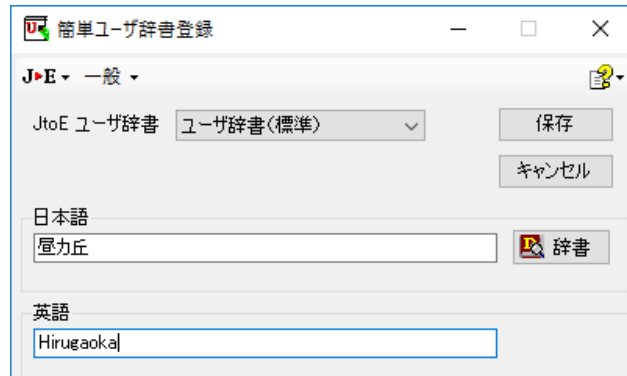 簡単ユーザ辞書登録
J▶E 一般
JtoE ユーザ辞書 ユーザ辞書(標準) 保存
キャンセル
日本語
昼力丘 辞書
英語
Hirugaoka